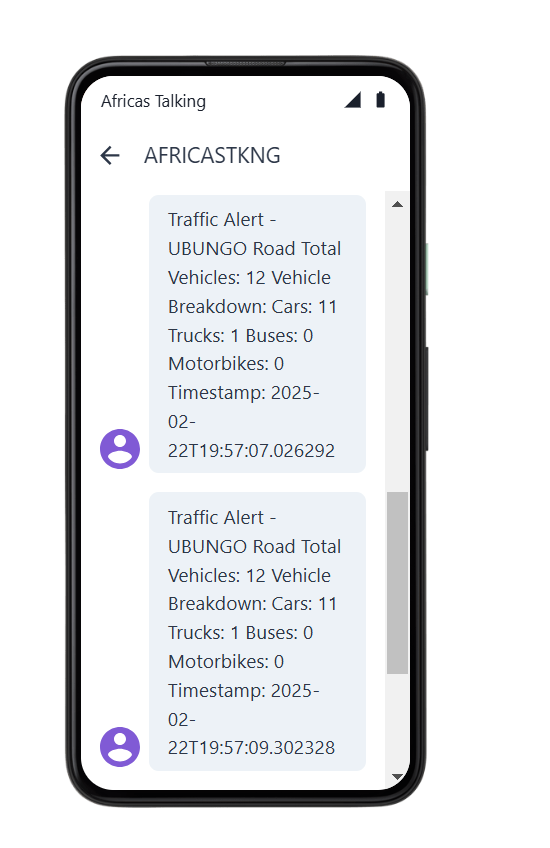 Africas Talking
AFRICASTKNG
Traffic Alert -
UBUNGO Road Total
Vehicles: 12 Vehicle
Breakdown: Cars: 11
Trucks: 1 Buses: 0
Motorbikes: 0
Timestamp: 2025-
02-
22T19:57:07.026292
Traffic Alert -
UBUNGO Road Total
Vehicles: 12 Vehicle
Breakdown: Cars: 11
Trucks: 1 Buses: 0
Motorbikes: 0
Timestamp: 2025-
02-
22T19:57:09.302328